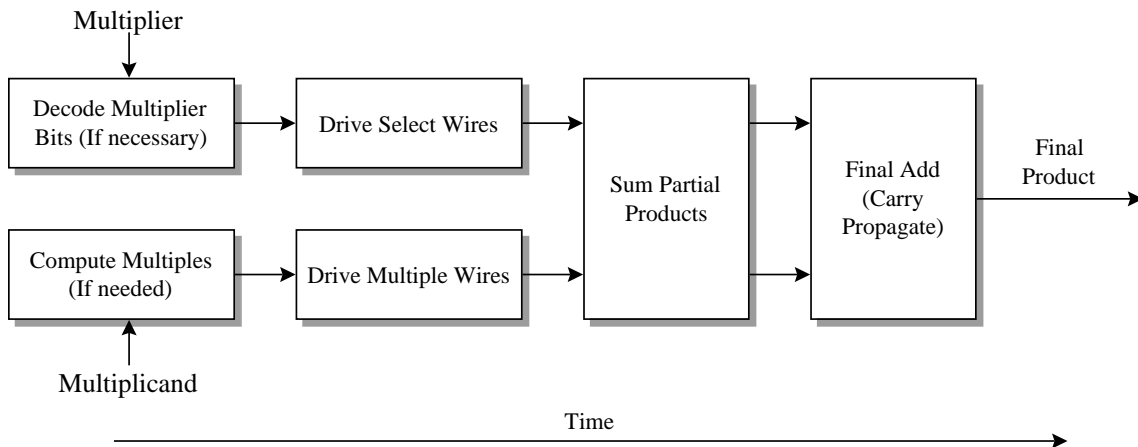 Multiplier
Decode Multiplier
Bits (If necessary)
Drive Select Wires
Sum Partial
Products
Final Add
(Carry
Propagate)
Final
Product
Compute Multiples
(If needed)
Drive Multiple Wires
Multiplicand
Time